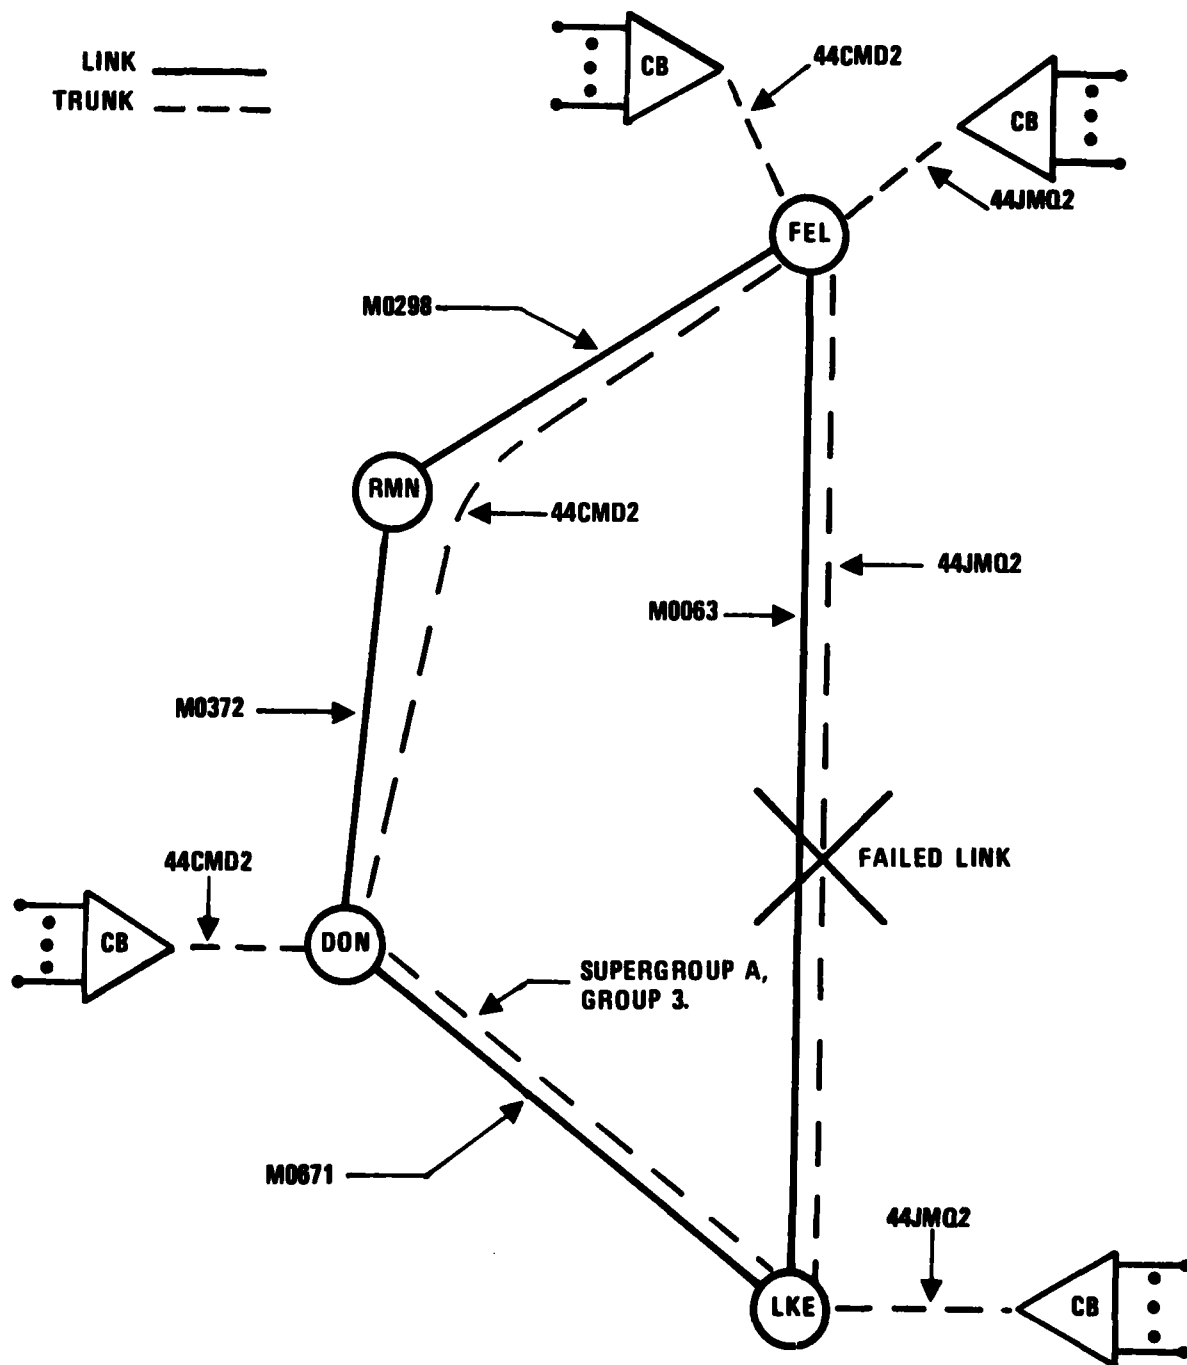 LINK
TRUNK
CB
44CMD2
CB
44JMQ2
FEL
M0298
RMN
44CMD2
44JMQ2
M0063
M0372
FAILED LINK
44CMD2
CB
DON
SUPERGROUP A,
GROUP 3.
M0671
44JMQ2
LKE
CB